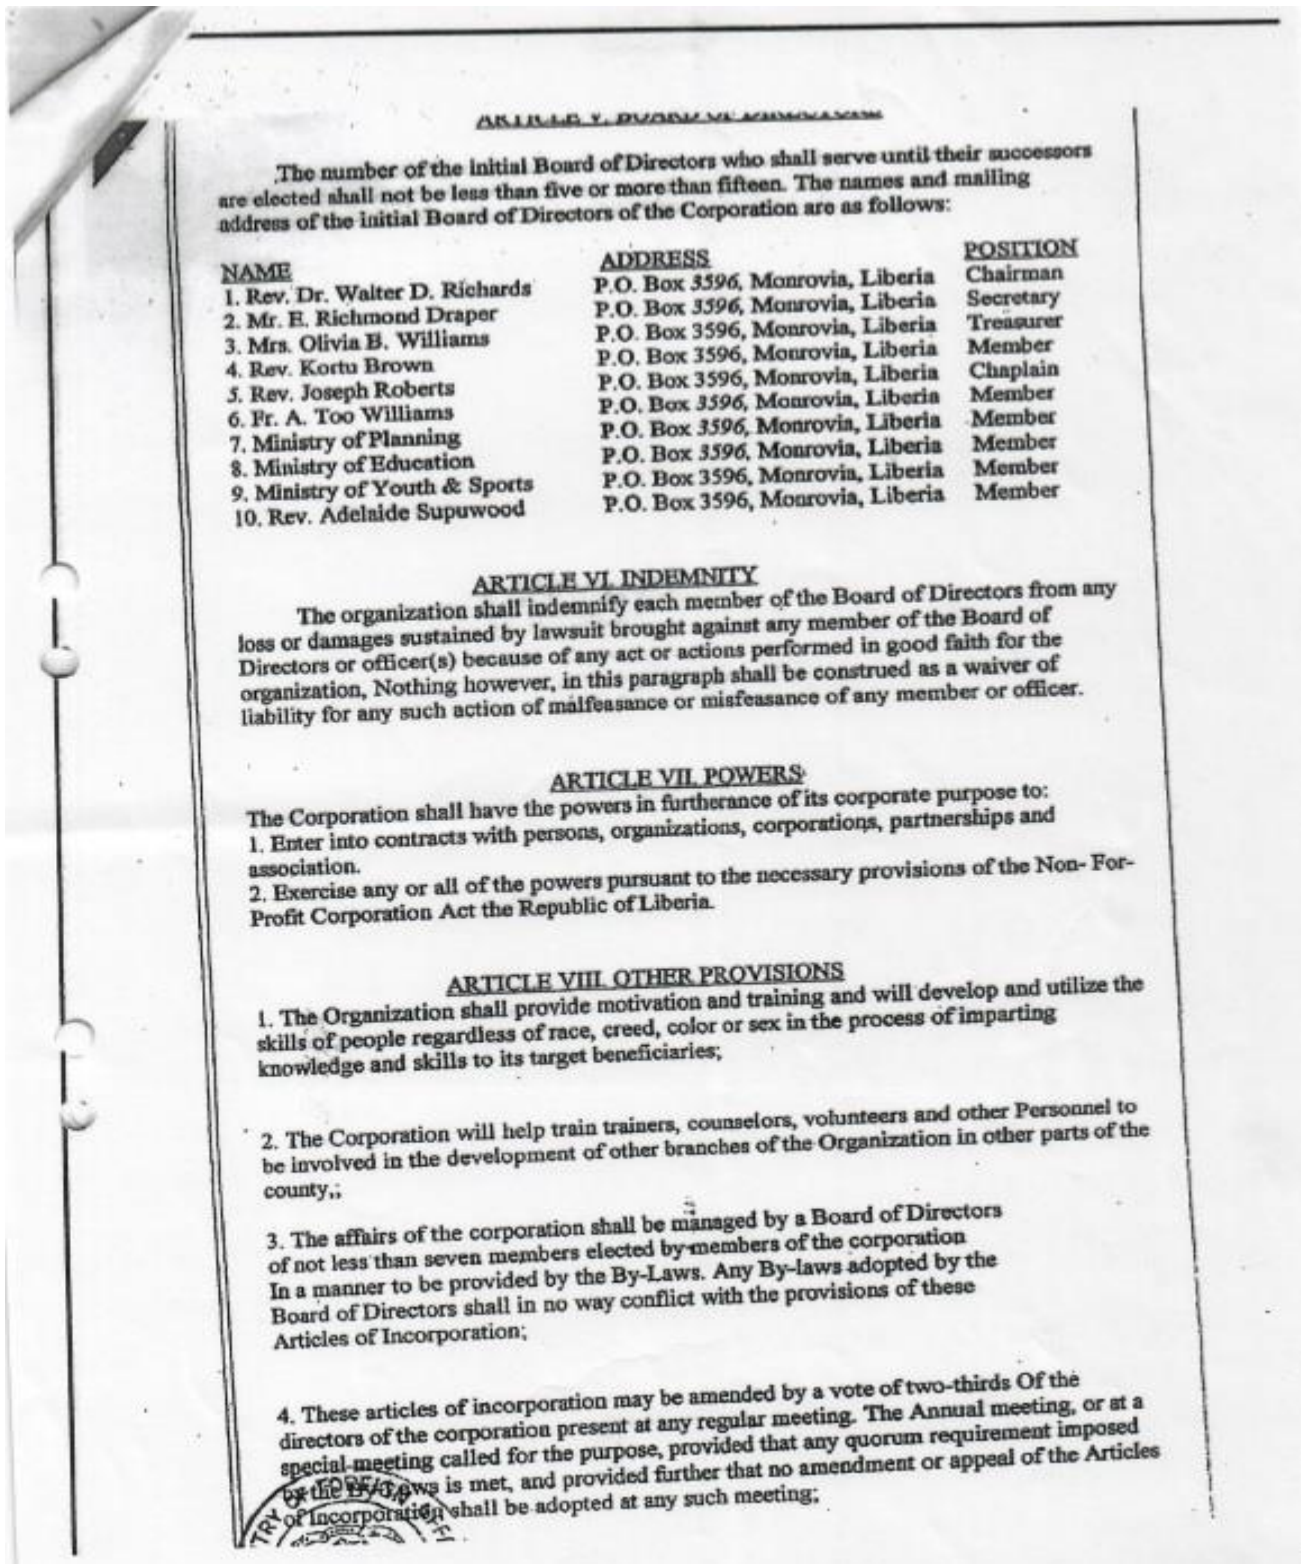 The number of the initial Board of Directors who shall serve until their successors
are elected shall not be less than five or more than fifteen. The names and mailing
address of the initial Board of Directors of the Corporation are as follows:
NAME ADDRESS POSITION
1. Rev. Dr. Walter D. Richards P.O. Box 3596, Monrovia, Liberia Chairman
2. Mr. E. Richmond Draper P.O. Box 3596, Monrovia, Liberia Secretary
3. Mrs. Olivia B. Williams P.O. Box 3596, Monrovia, Liberia Treasurer
4. Rev. Kortu Brown P.O. Box 3596, Monrovia, Liberia Member
5. Rev. Joseph Roberts P.O. Box 3596, Monrovia, Liberia Chaplain
6. Fr. A. Too Williams P.O. Box 3596, Monrovia, Liberia Member
7. Ministry of Planning P.O. Box 3596, Monrovia, Liberia Member
8. Ministry of Education P.O. Box 3596, Monrovia, Liberia Member
9. Ministry of Youth & Sports P.O. Box 3596, Monrovia, Liberia Member
10. Rev. Adelaide Supuwood P.O. Box 3596, Monrovia, Liberia Member
ARTICLE VI. INDEMNITY
The organization shall indemnify each member of the Board of Directors from any
loss or damages sustained by lawsuit brought against any member of the Board of
Directors or officer(s) because of any act or actions performed in good faith for the
organization, Nothing however, in this paragraph shall be construed as a waiver of
liability for any such action of malfeasance or misfeasance of any member or officer.
ARTICLE VII. POWERS
The Corporation shall have the powers in furtherance of its corporate purpose to:
1. Enter into contracts with persons, organizations, corporations, partnerships and
association.
2. Exercise any or all of the powers pursuant to the necessary provisions of the Non- For-
Profit Corporation Act the Republic of Liberia.
ARTICLE VIII. OTHER PROVISIONS
1. The Organization shall provide motivation and training and will develop and utilize the
skills of people regardless of race, creed, color or sex in the process of imparting
knowledge and skills to its target beneficiaries;
2. The Corporation will help train trainers, counselors, volunteers and other Personnel to
be involved in the development of other branches of the Organization in other parts of the
county,;
3. The affairs of the corporation shall be managed by a Board of Directors
of not less than seven members elected by members of the corporation
In a manner to be provided by the By-Laws. Any By-laws adopted by the
Board of Directors shall in no way conflict with the provisions of these
Articles of Incorporation;
4. These articles of incorporation may be amended by a vote of two-thirds Of the
directors of the corporation present at any regular meeting. The Annual meeting, or at a
special meeting called for the purpose, provided that any quorum requirement imposed
by the By-Laws is met, and provided further that no amendment or appeal of the Articles
of Incorporation shall be adopted at any such meeting;